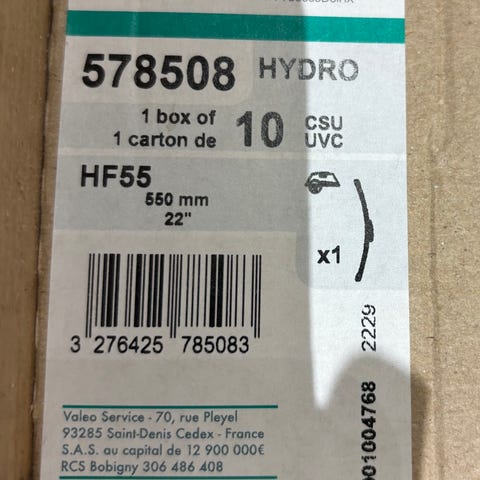 578508 HYDRO
1 box of
1 carton de
10 CSU
UVC
HF55
550 mm
22"
x1
3 276425 785083
2229
001004768
Valeo Service - 70, rue Pleyel
93285 Saint-Denis Cedex - France
S.A.S. au capital de 12 900 000€
RCS Bobigny 306 486 408